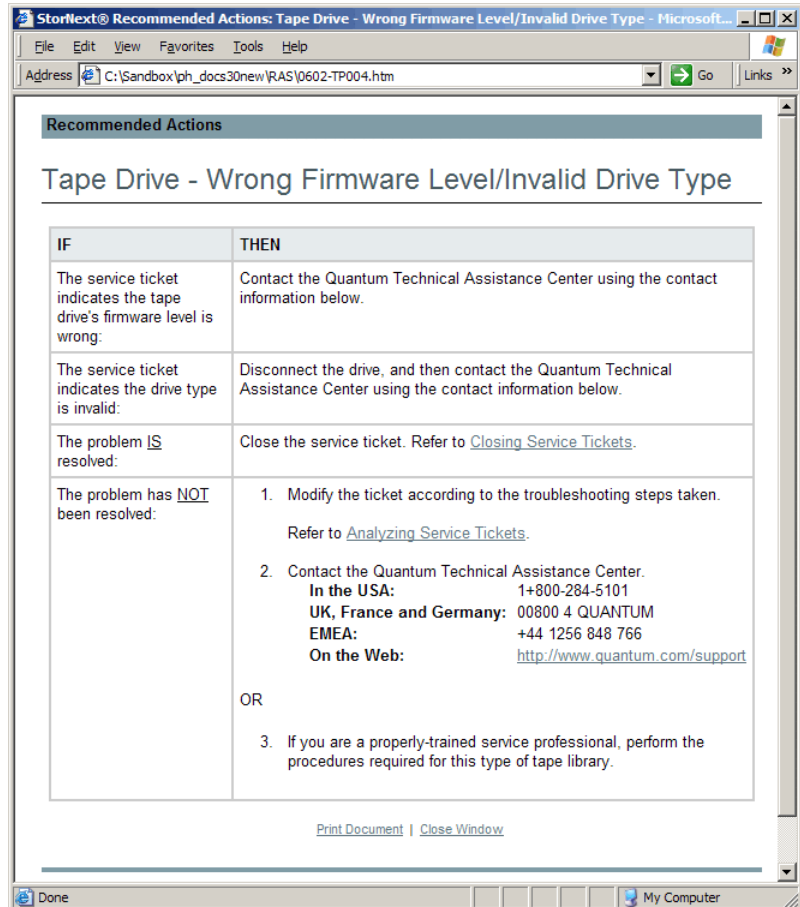 StorNext® Recommended Actions: Tape Drive - Wrong Firmware Level/Invalid Drive Type - Microsoft...
File Edit View Favorites Tools Help
Address C:\Sandbox\ph_docs30new\RAS\0602-TP004.htm Go Links »
Recommended Actions
Tape Drive - Wrong Firmware Level/Invalid Drive Type
IF THEN
The service ticket
indicates the tape
drive's firmware level is
wrong:
Contact the Quantum Technical Assistance Center using the contact
information below.
The service ticket
indicates the drive type
is invalid:
Disconnect the drive, and then contact the Quantum Technical
Assistance Center using the contact information below.
The problem IS
resolved:
Close the service ticket. Refer to Closing Service Tickets.
The problem has NOT
been resolved:
1. Modify the ticket according to the troubleshooting steps taken.
Refer to Analyzing Service Tickets.
2. Contact the Quantum Technical Assistance Center.
In the USA: 1+800-284-5101
UK, France and Germany: 00800 4 QUANTUM
EMEA: +44 1256 848 766
On the Web: http://www.quantum.com/support
OR
3. If you are a properly-trained service professional, perform the
procedures required for this type of tape library.
Print Document | Close Window
Done My Computer